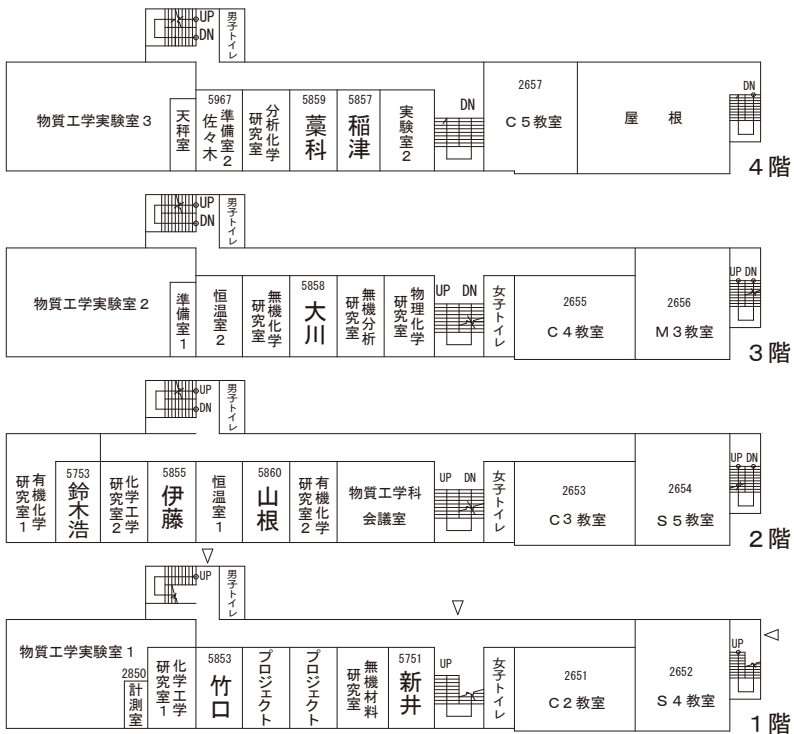 UP
DN
男子トイレ
物質工学実験室3
天秤室
5967
準備室2
佐々木
分析化学
研究室
5859
藁科
5857
稲津
実験室2
DN
2657
C5教室
屋根
DN
4階
UP
DN
男子トイレ
物質工学実験室2
準備室1
恒温室2
無機化学
研究室
5858
大川
無機分析
研究室
物理化学
研究室
UP DN
女子トイレ
2655
C4教室
2656
M3教室
UP DN
3階
UP
DN
男子トイレ
有機化学
研究室1
5753
鈴木浩
化学工学
研究室2
5855
伊藤
恒温室1
5860
山根
有機化学
研究室2
物質工学科
会議室
UP DN
女子トイレ
2653
C3教室
2654
S5教室
UP DN
2階
UP
男子トイレ
物質工学実験室1
2850
計測室
化学工学
研究室1
5853
竹口
プロジェクト
プロジェクト
無機材料
研究室
5751
新井
UP
女子トイレ
2651
C2教室
2652
S4教室
UP
1階